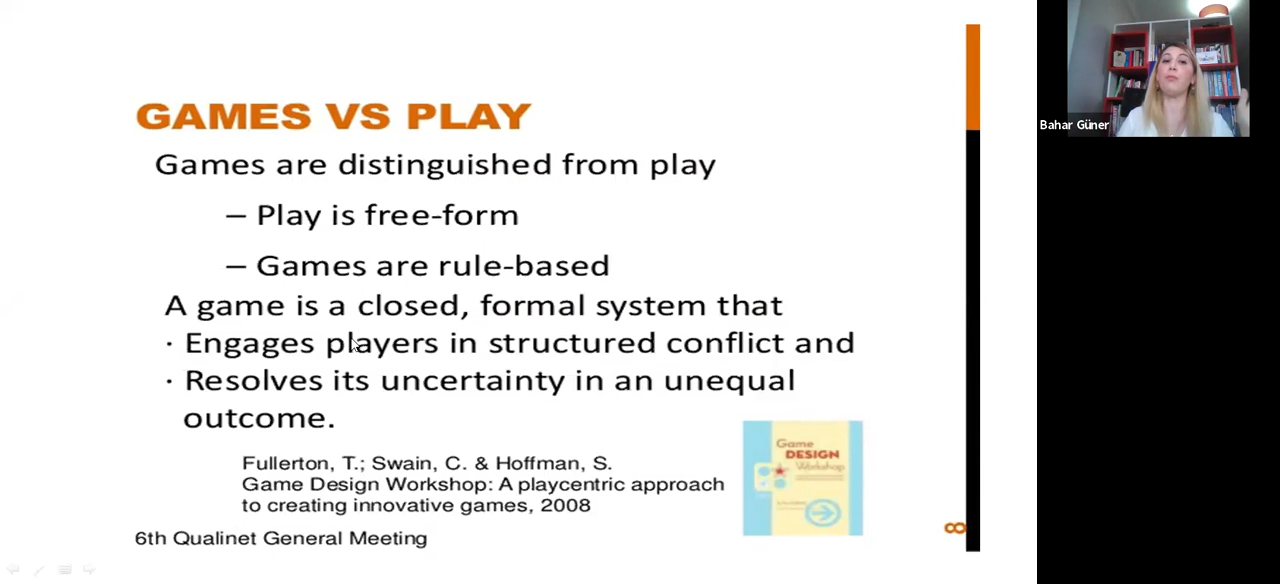 GAMES VS PLAY
Games are distinguished from play
– Play is free-form
– Games are rule-based
A game is a closed, formal system that
· Engages players in structured conflict and
· Resolves its uncertainty in an unequal
outcome.
Fullerton, T.; Swain, C. & Hoffman, S.
Game Design Workshop: A playcentric approach
to creating innovative games, 2008
Game
DESIGN
Workshop
6th Qualinet General Meeting
8
Bahar Güner